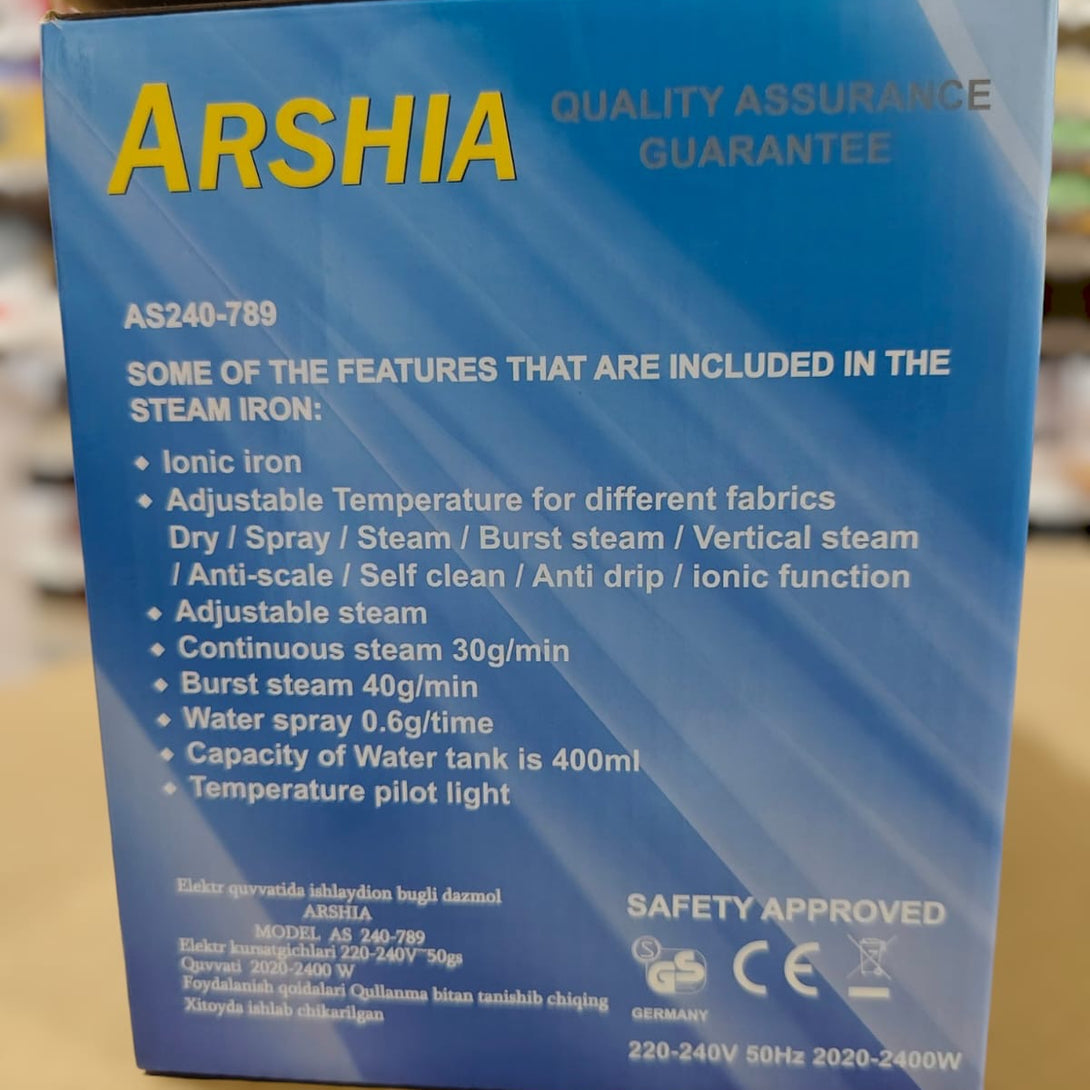 ARSHIA
QUALITY ASSURANCE
GUARANTEE
AS240-789
SOME OF THE FEATURES THAT ARE INCLUDED IN THE
STEAM IRON:
Ionic iron
Adjustable Temperature for different fabrics
Dry / Spray / Steam / Burst steam / Vertical steam
/ Anti-scale / Self clean / Anti drip / ionic function
Adjustable steam
Continuous steam 30g/min
Burst steam 40g/min
Water spray 0.6g/time
Capacity of Water tank is 400ml
Temperature pilot light
Elektr quvvatida ishlaydion bugli dazmol
ARSHIA
MODEL AS 240-789
Elektr kursatgichlari 220-240V~50gs
Quvvati 2020-2400 W
Foydalanish qoidalari Qullanma bitan tanishib chiqing
Xitoyda ishlab chikarilgan
SAFETY APPROVED
S GS CE
GERMANY
220-240V 50Hz 2020-2400W